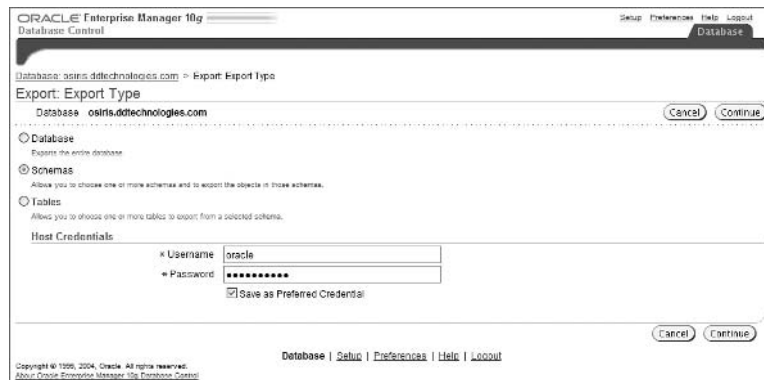 ORACLE Enterprise Manager 10g
Database Control
Setup Preferences Help Logout
Database
Database: osiris.ddtechnologies.com > Export: Export Type
Export: Export Type
Database osiris.ddtechnologies.com
Cancel Continue
Database
Exports the entire database.
Schemas
Allows you to choose one or more schemas and to export the objects in those schemas.
Tables
Allows you to choose one or more tables to export from a selected schema.
Host Credentials
* Username oracle
* Password ••••••••••
Save as Preferred Credential
Cancel Continue
Database | Setup | Preferences | Help | Logout
Copyright © 1996, 2004, Oracle. All rights reserved.
About Oracle Enterprise Manager 10g Database Control